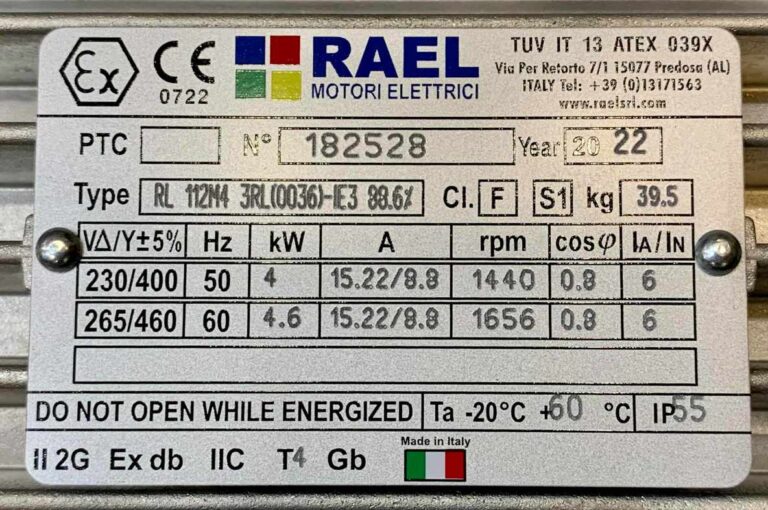 Ex CE 0722 RAEL MOTORI ELETTRICI
TUV IT 13 ATEX 039X
Via Per Retorto 7/1 15077 Predosa (AL)
ITALY Tel: +39 (0)13171563
www.raelsrl.com
PTC N° 182528 Year 20 22
Type RL 112M4 3RL(0036)-IE3 88.6% Cl. F S1 kg 39.5
VΔ/Y±5% Hz kW A rpm cosφ IA/IN
230/400 50 4 15.22/8.8 1440 0.8 6
265/460 60 4.6 15.22/8.8 1656 0.8 6
DO NOT OPEN WHILE ENERGIZED Ta -20°C +60 °C IP55
Made in Italy
II 2G Ex db IIC T4 Gb